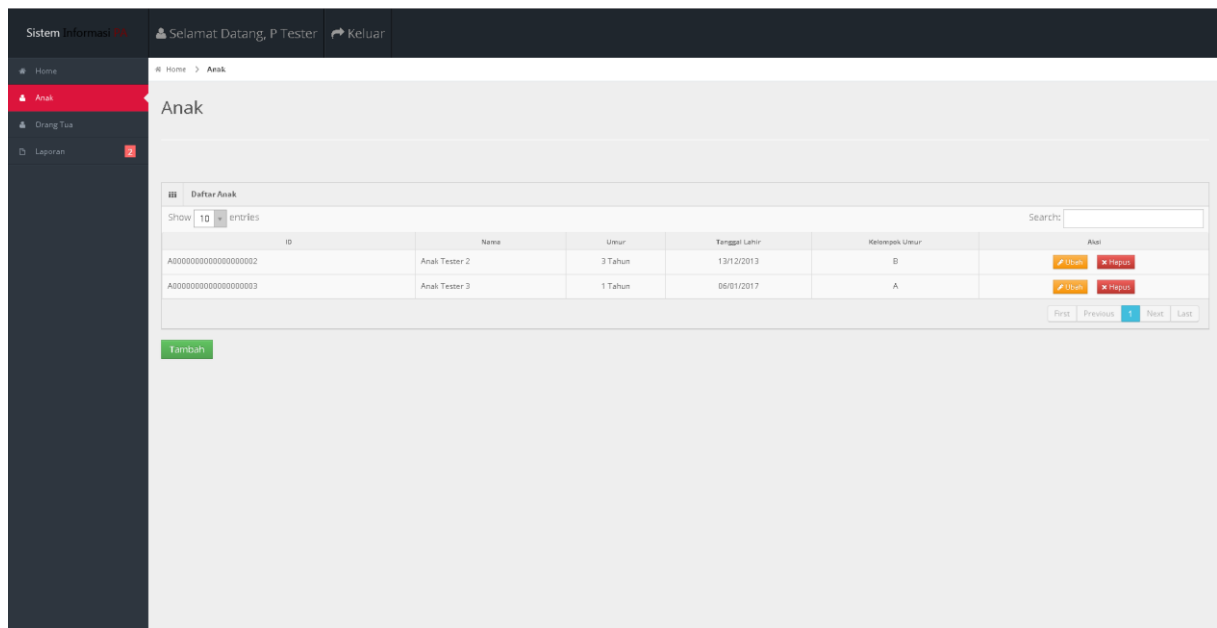 Sistem Informasi
Selamat Datang, P Tester
Keluar
Home
Anak
Orang Tua
Laporan 2
Home > Anak
Anak
Daftar Anak
Show 10 entries
Search:
ID Nama Umur Tanggal Lahir Kelompok Umur Aksi
A0000000000000000002 Anak Tester 2 3 Tahun 13/12/2013 B Ubah Hapus
A0000000000000000003 Anak Tester 3 1 Tahun 06/01/2017 A Ubah Hapus
First Previous 1 Next Last
Tambah